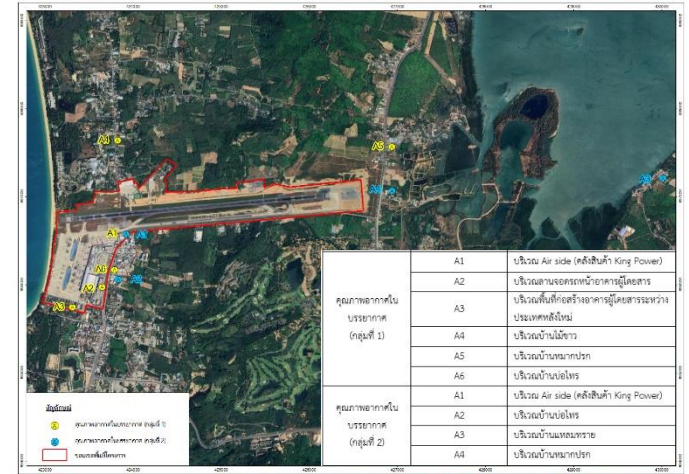 A4
A5
A4
A3
A1
A1
A6
A2
A2
A3
คุณภาพอากาศใน
บรรยากาศ
(กลุ่มที่ 1)
A1 บริเวณ Air side (คลังสินค้า King Power)
A2 บริเวณลานจอดรถหน้าอาคารผู้โดยสาร
A3 บริเวณพื้นที่ก่อสร้างอาคารผู้โดยสารระหว่าง
ประเทศหลังใหม่
A4 บริเวณบ้านไม้ขาว
A5 บริเวณบ้านหมากปรก
A6 บริเวณบ้านบ่อไทร
คุณภาพอากาศใน
บรรยากาศ
(กลุ่มที่ 2)
A1 บริเวณ Air side (คลังสินค้า King Power)
A2 บริเวณบ้านบ่อไทร
A3 บริเวณบ้านแหลมทราย
A4 บริเวณบ้านหมากปรก
สัญลักษณ์
คุณภาพอากาศในบรรยากาศ (กลุ่มที่ 1)
คุณภาพอากาศในบรรยากาศ (กลุ่มที่ 2)
ขอบเขตพื้นที่โครงการ